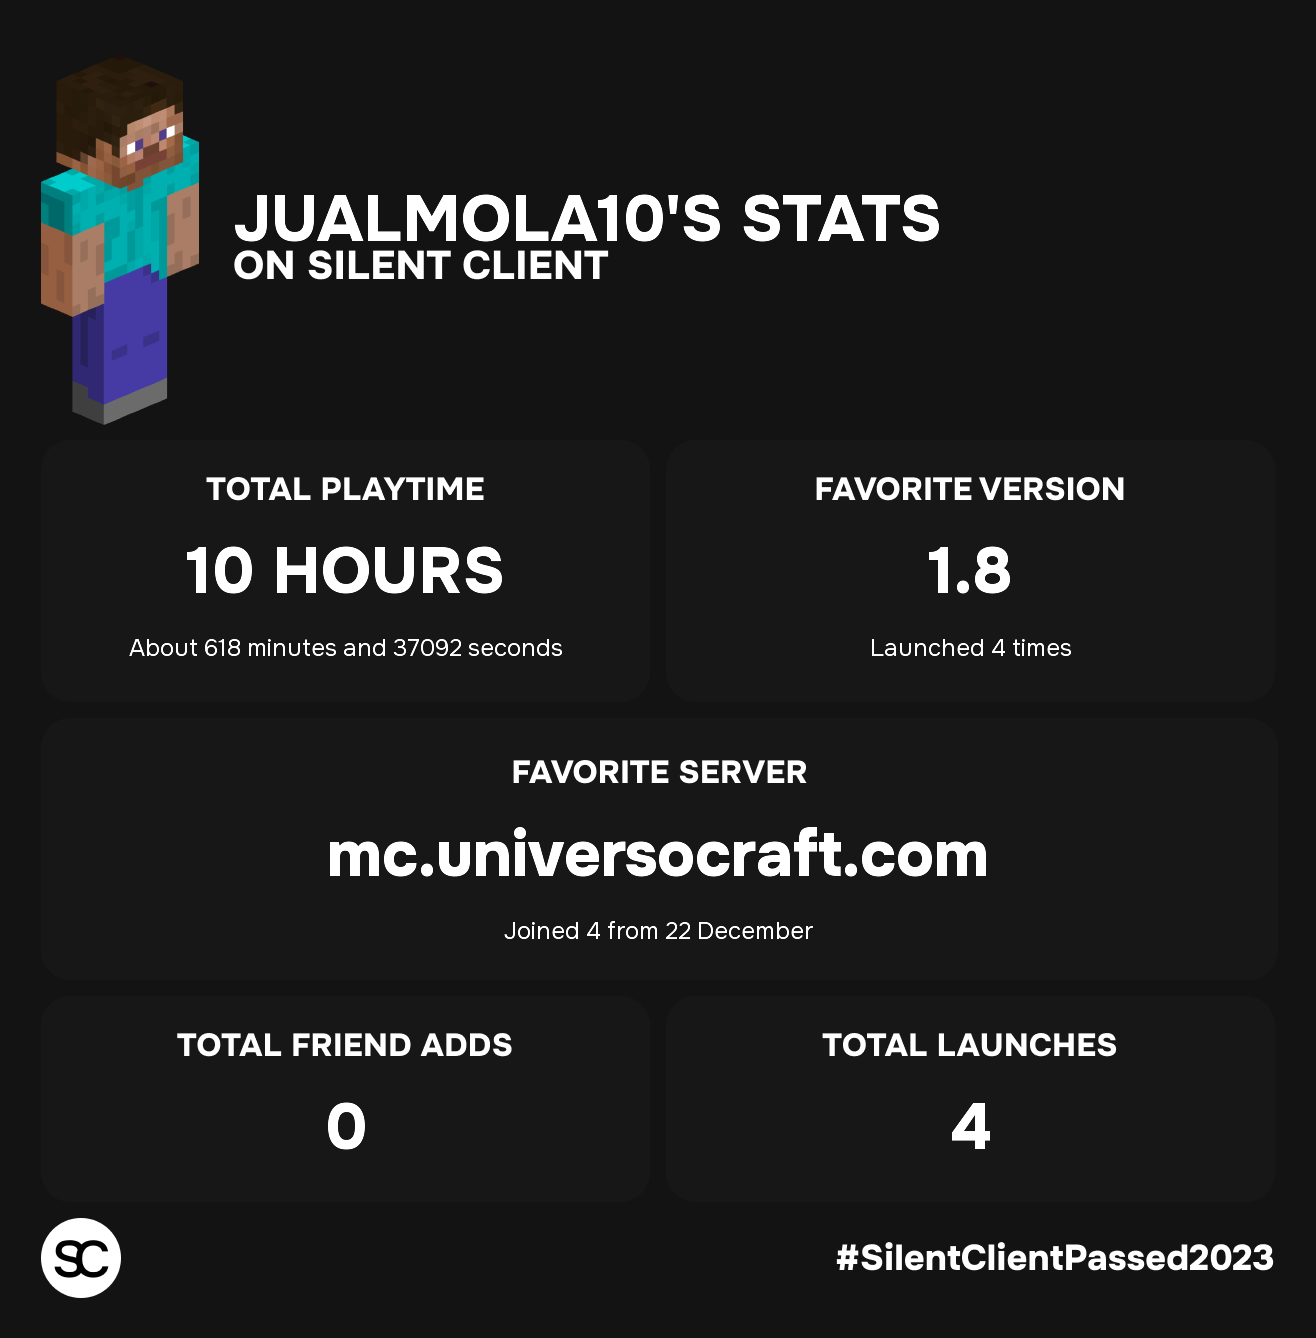 JUALMOLA10'S STATS
ON SILENT CLIENT
TOTAL PLAYTIME
10 HOURS
About 618 minutes and 37092 seconds
FAVORITE VERSION
1.8
Launched 4 times
FAVORITE SERVER
mc.universocraft.com
Joined 4 from 22 December
TOTAL FRIEND ADDS
0
TOTAL LAUNCHES
4
SC
#SilentClientPassed2023